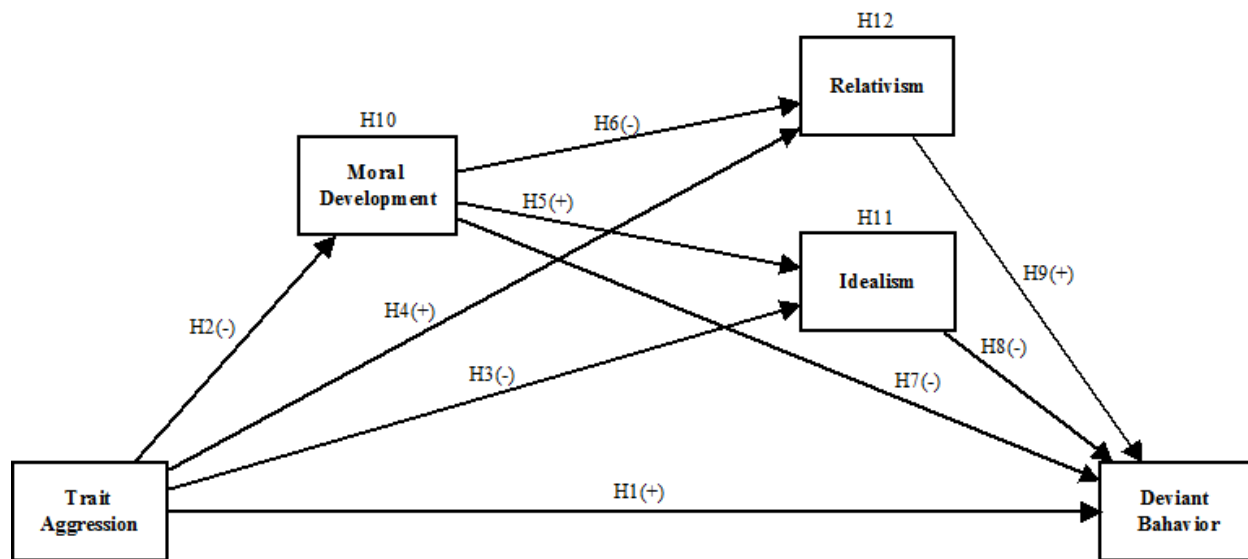 H12
Relativism
H10
H6(-)
Moral
Development
H5(+)
H11
Idealism
H9(+)
H4(+)
H2(-)
H8(-)
H3(-)
H7(-)
Trait
Aggression
H1(+)
Deviant
Bahavior